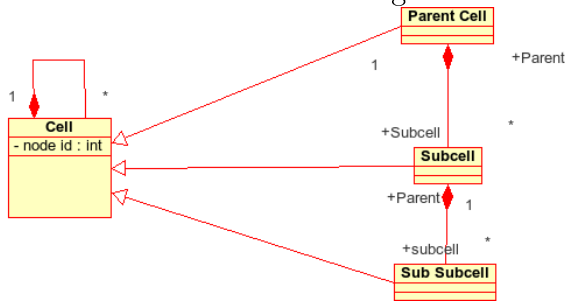 Parent Cell
+Parent
1
1
*
Cell
- node id : int
+Subcell
*
Subcell
+Parent
1
+subcell
*
Sub Subcell